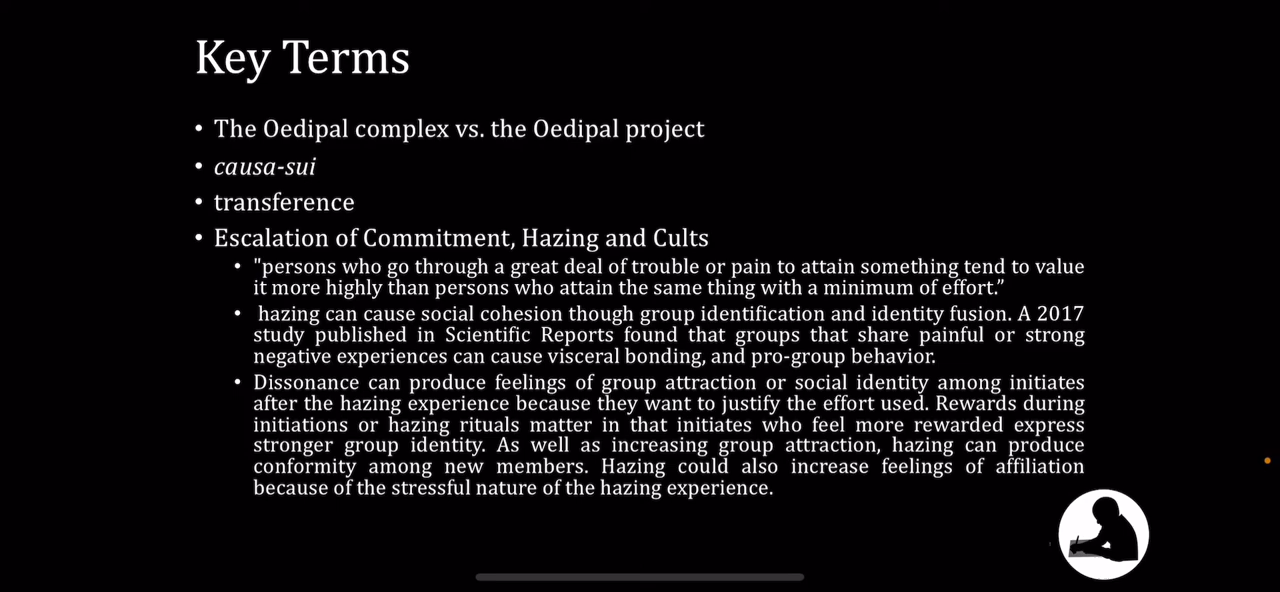 Key Terms
• The Oedipal complex vs. the Oedipal project
• causa-sui
• transference
• Escalation of Commitment, Hazing and Cults
• "persons who go through a great deal of trouble or pain to attain something tend to value
it more highly than persons who attain the same thing with a minimum of effort.”
• hazing can cause social cohesion though group identification and identity fusion. A 2017
study published in Scientific Reports found that groups that share painful or strong
negative experiences can cause visceral bonding, and pro-group behavior.
• Dissonance can produce feelings of group attraction or social identity among initiates
after the hazing experience because they want to justify the effort used. Rewards during
initiations or hazing rituals matter in that initiates who feel more rewarded express
stronger group identity. As well as increasing group attraction, hazing can produce
conformity among new members. Hazing could also increase feelings of affiliation
because of the stressful nature of the hazing experience.